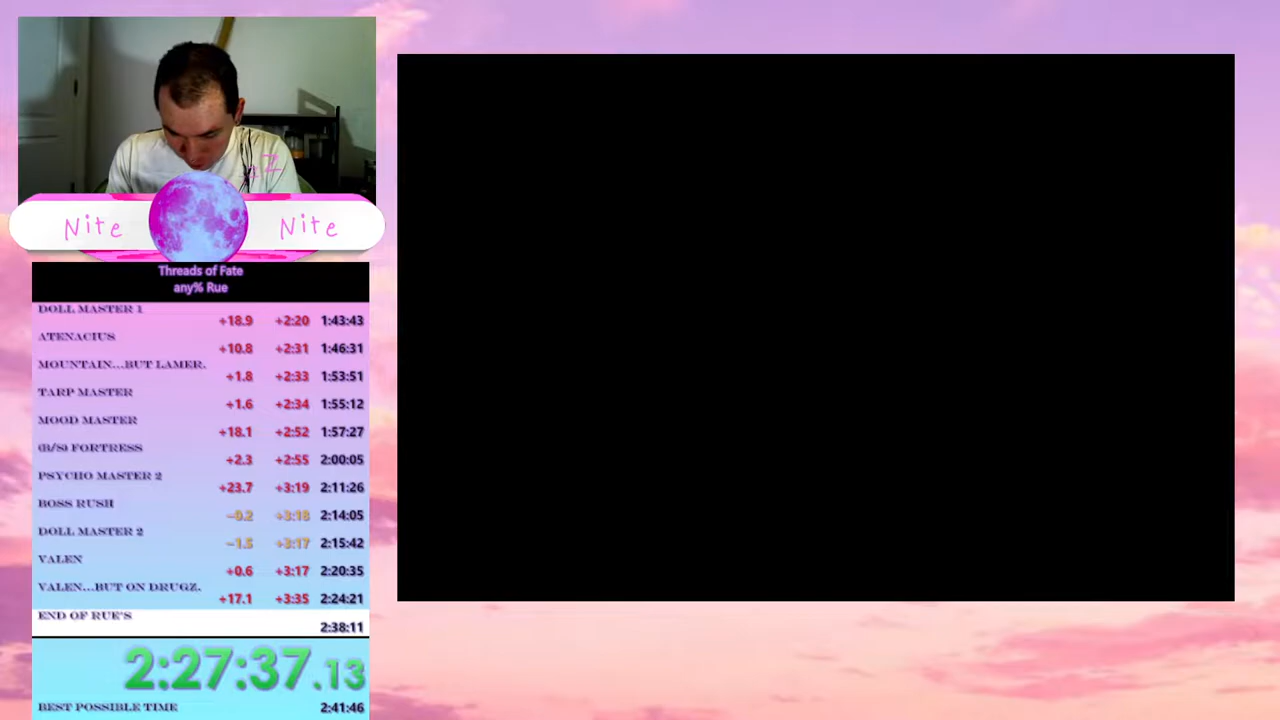 Nite Nite
Threads of Fate
any% Rue
DOLL MASTER 1
+18.9 +2:20 1:43:43
ATENACIUS
+10.8 +2:31 1:46:31
MOUNTAIN...BUT LAMER.
+1.8 +2:33 1:53:51
TARP MASTER
+1.6 +2:34 1:55:12
MOOD MASTER
+18.1 +2:52 1:57:27
(B/S) FORTRESS
+2.3 +2:55 2:00:05
PSYCHO MASTER 2
+23.7 +3:19 2:11:26
BOSS RUSH
−0.2 +3:18 2:14:05
DOLL MASTER 2
−1.5 +3:17 2:15:42
VALEN
+0.6 +3:17 2:20:35
VALEN...BUT ON DRUGZ.
+17.1 +3:35 2:24:21
END OF RUE'S
2:38:11
2:27:37.13
BEST POSSIBLE TIME 2:41:46